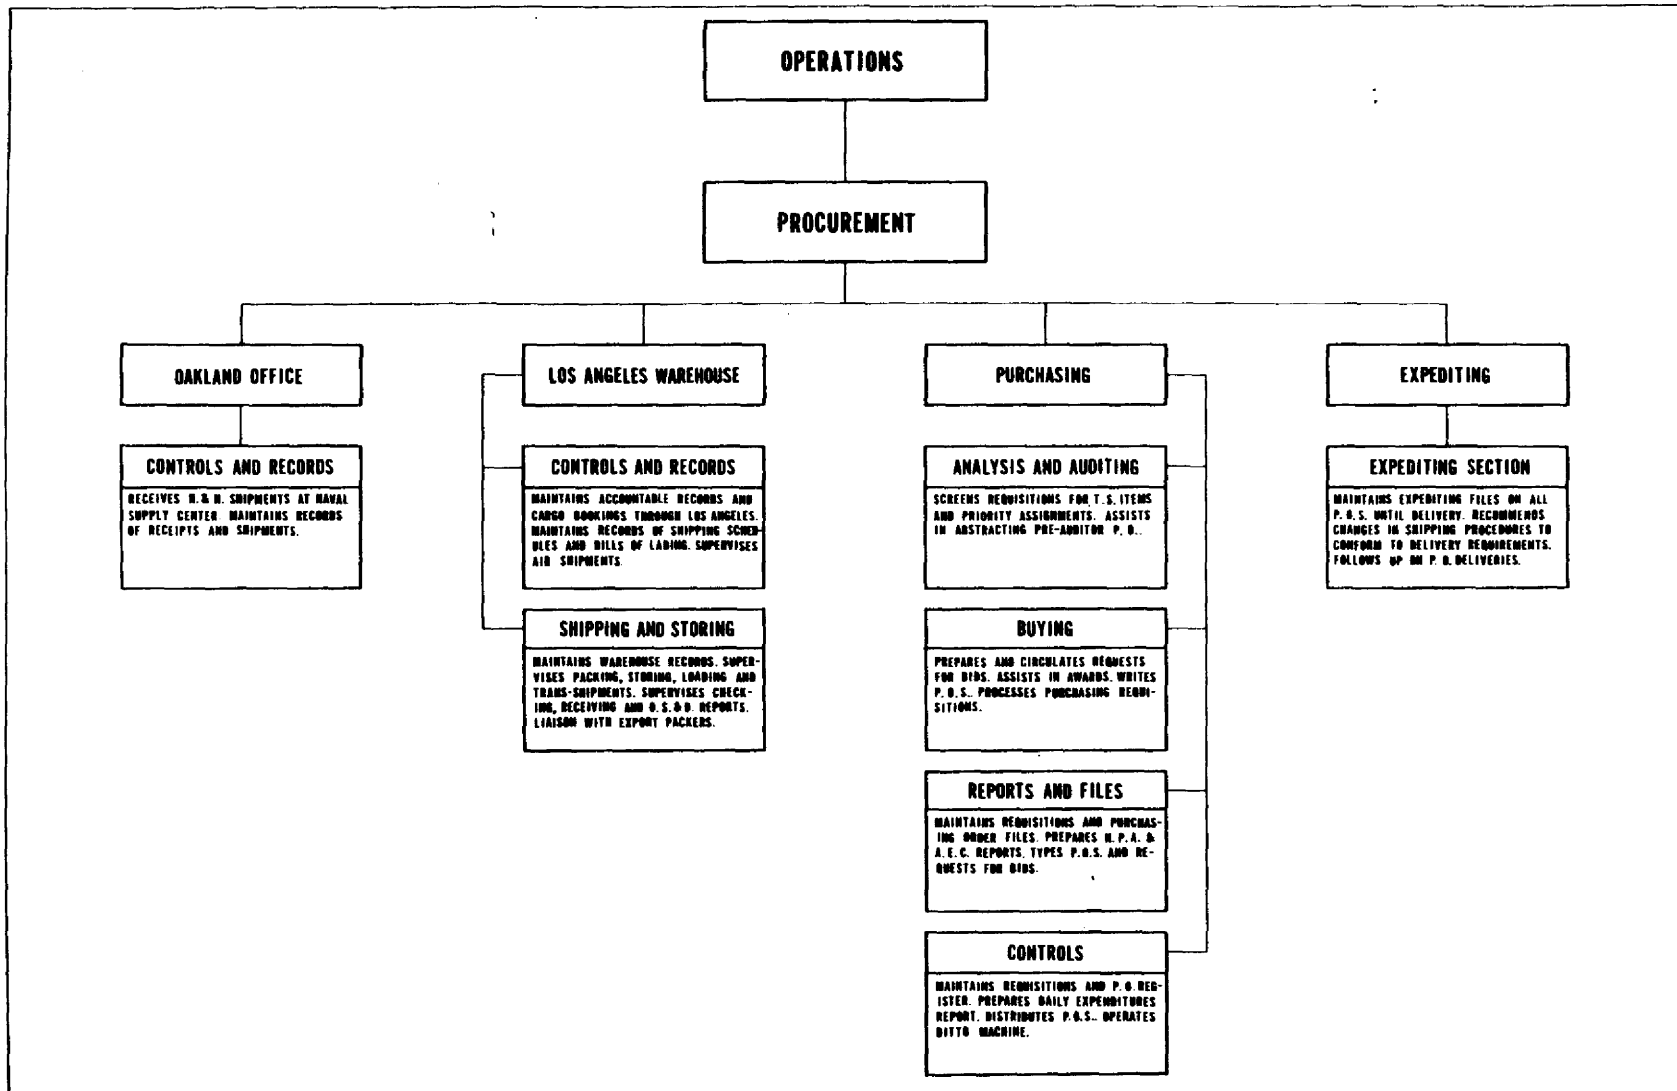 OPERATIONS
PROCUREMENT
OAKLAND OFFICE
CONTROLS AND RECORDS
RECEIVES H. & N. SHIPMENTS AT NAVAL
SUPPLY CENTER. MAINTAINS RECORDS
OF RECEIPTS AND SHIPMENTS.
LOS ANGELES WAREHOUSE
CONTROLS AND RECORDS
MAINTAINS ACCOUNTABLE RECORDS AND
CARGO BOOKINGS THROUGH LOS ANGELES.
MAINTAINS RECORDS OF SHIPPING SCHED-
ULES AND BILLS OF LADING. SUPERVISES
AIR SHIPMENTS.
SHIPPING AND STORING
MAINTAINS WAREHOUSE RECORDS. SUPER-
VISES PACKING, STORING, LOADING AND
TRANS-SHIPMENTS. SUPERVISES CHECK-
ING, RECEIVING AND O. S. & D. REPORTS.
LIAISON WITH EXPORT PACKERS.
PURCHASING
ANALYSIS AND AUDITING
SCREENS REQUISITIONS FOR T. S. ITEMS
AND PRIORITY ASSIGNMENTS. ASSISTS
IN ABSTRACTING PRE-AUDITOR P. O..
BUYING
PREPARES AND CIRCULATES REQUESTS
FOR BIDS. ASSISTS IN AWARDS. WRITES
P. O. S.. PROCESSES PURCHASING REQUI-
SITIONS.
REPORTS AND FILES
MAINTAINS REQUISITIONS AND PURCHAS-
ING ORDER FILES. PREPARES N. P. A. &
A. E. C. REPORTS. TYPES P. O. S. AND RE-
QUESTS FOR BIDS.
CONTROLS
MAINTAINS REQUISITIONS AND P. O. REG-
ISTER. PREPARES DAILY EXPENDITURES
REPORT. DISTRIBUTES P. O. S.. OPERATES
DITTO MACHINE.
EXPEDITING
EXPEDITING SECTION
MAINTAINS EXPEDITING FILES ON ALL
P. O. S. UNTIL DELIVERY. RECOMMENDS
CHANGES IN SHIPPING PROCEDURES TO
CONFORM TO DELIVERY REQUIREMENTS.
FOLLOWS UP ON P. O. DELIVERIES.